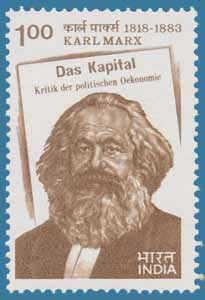 1.00 कार्ल मार्क्स 1818-1883
KARL MARX
Das Kapital
Kritik der politischen Oekonomie
भारत
INDIA